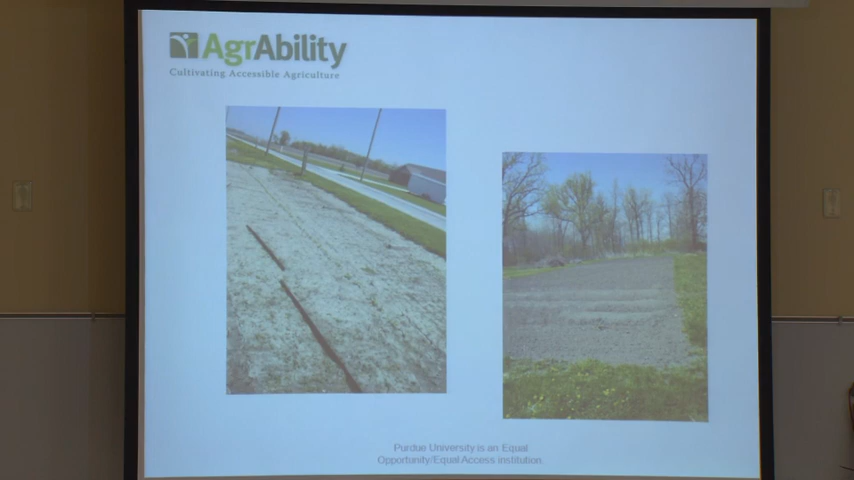 AgrAbility
Cultivating Accessible Agriculture
Purdue University is an Equal
Opportunity/Equal Access institution.